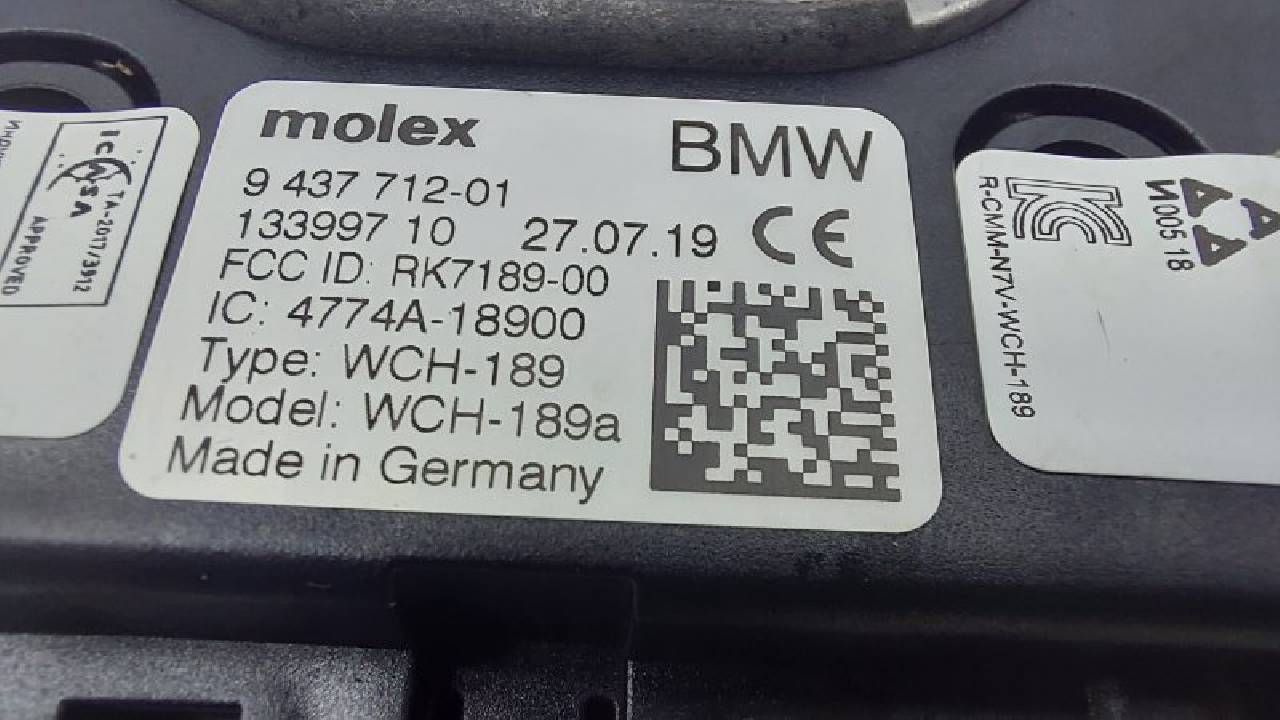 molex
BMW
9 437 712-01
133997 10
27.07.19
CE
FCC ID: RK7189-00
IC: 4774A-18900
Type: WCH-189
Model: WCH-189a
Made in Germany
ICASA
TA-2017/3912
APPROVED
R-CMM-N7V-WCH-189
И005 18